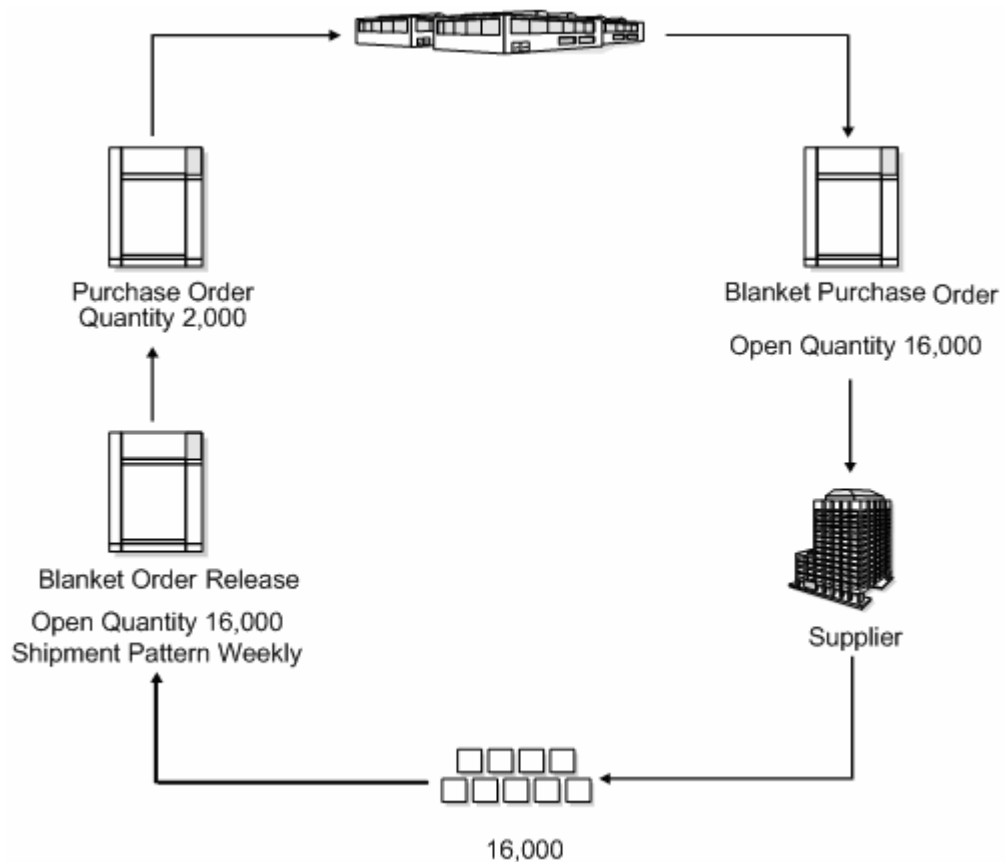 Purchase Order
Quantity 2,000
Blanket Purchase Order
Open Quantity 16,000
Blanket Order Release
Open Quantity 16,000
Shipment Pattern Weekly
Supplier
16,000